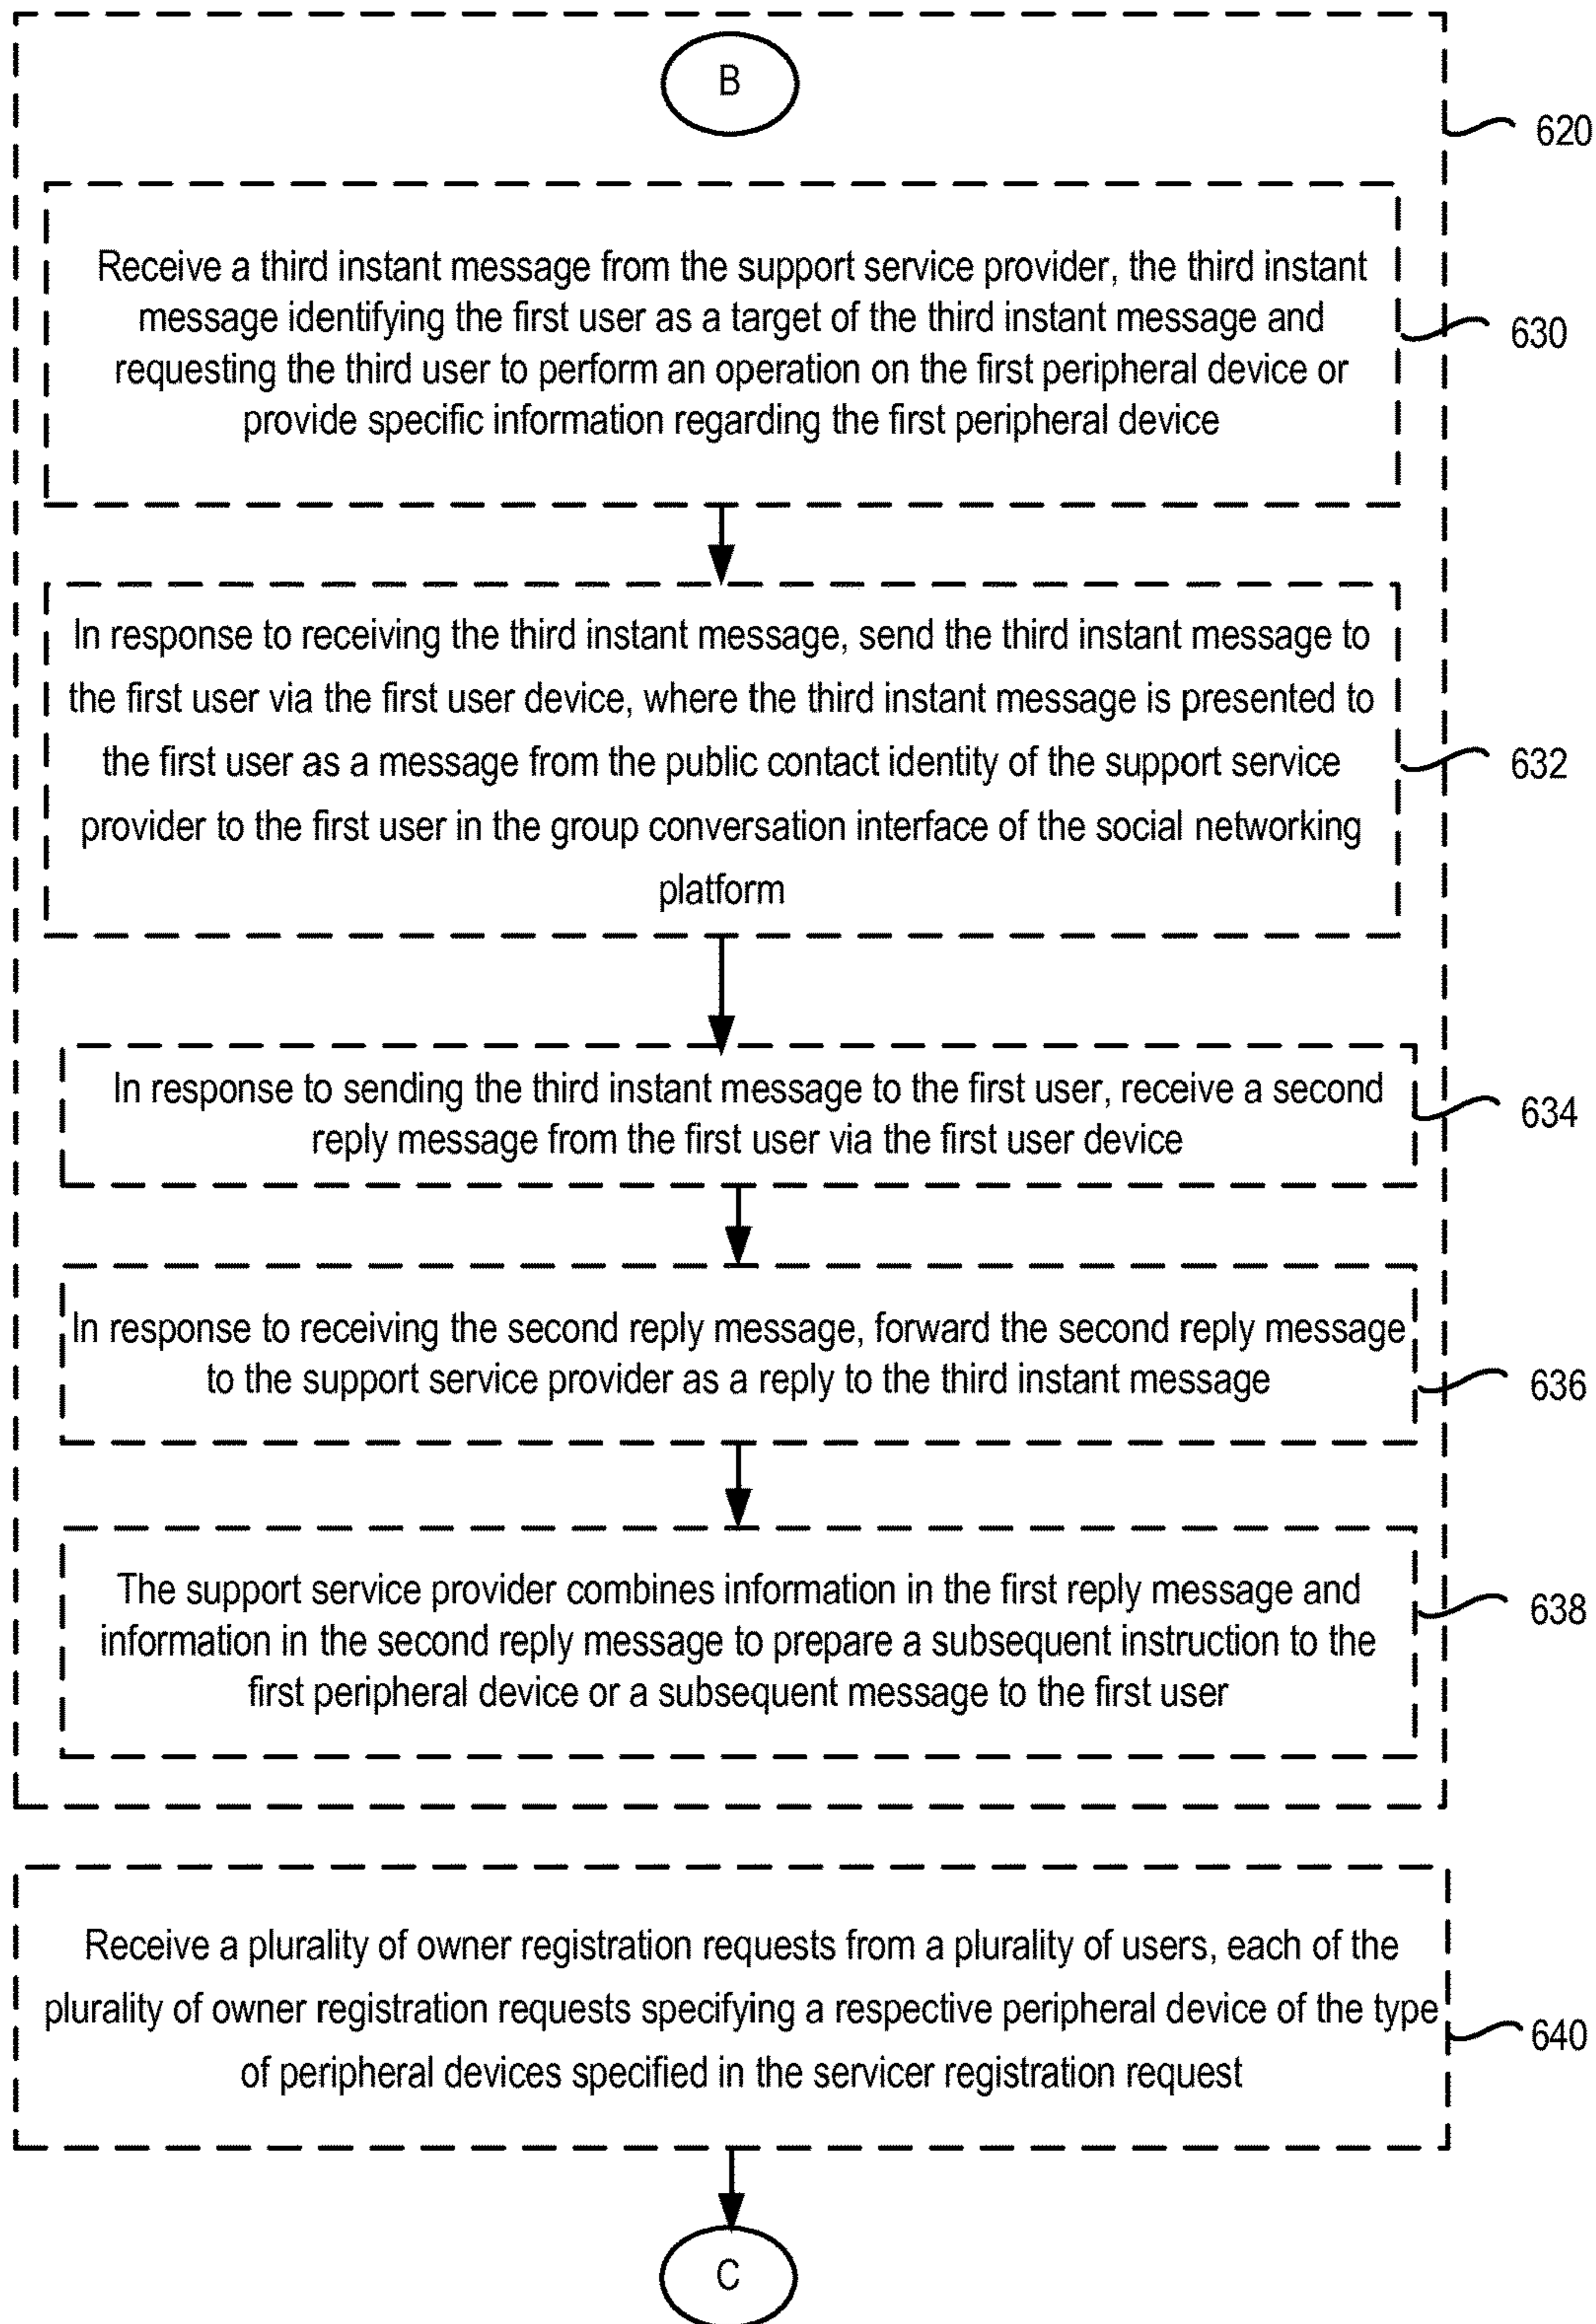 B
620
Receive a third instant message from the support service provider, the third instant
message identifying the first user as a target of the third instant message and
requesting the third user to perform an operation on the first peripheral device or
provide specific information regarding the first peripheral device
630
In response to receiving the third instant message, send the third instant message to
the first user via the first user device, where the third instant message is presented to
the first user as a message from the public contact identity of the support service
provider to the first user in the group conversation interface of the social networking
platform
632
In response to sending the third instant message to the first user, receive a second
reply message from the first user via the first user device
634
In response to receiving the second reply message, forward the second reply message
to the support service provider as a reply to the third instant message
636
The support service provider combines information in the first reply message and
information in the second reply message to prepare a subsequent instruction to the
first peripheral device or a subsequent message to the first user
638
Receive a plurality of owner registration requests from a plurality of users, each of the
plurality of owner registration requests specifying a respective peripheral device of the type
of peripheral devices specified in the servicer registration request
640
C